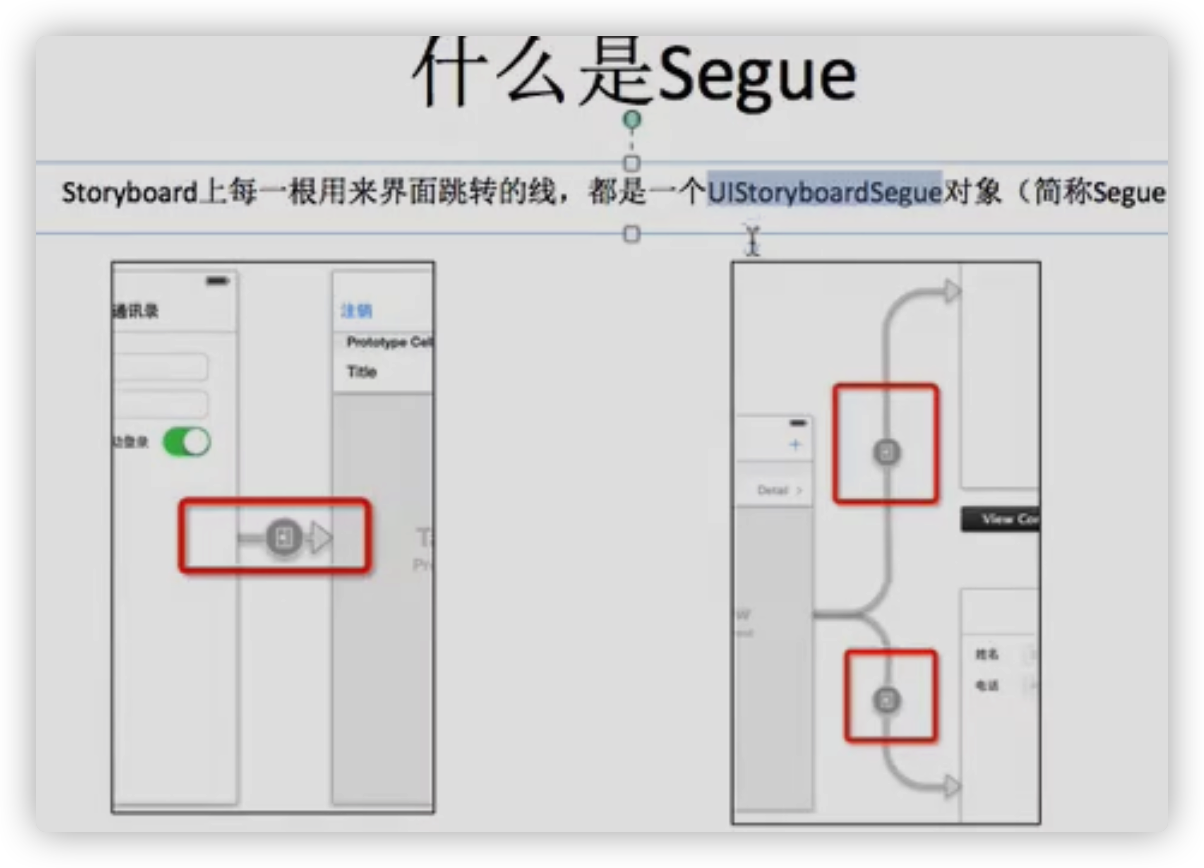 什么是Segue
Storyboard上每一根用来界面跳转的线，都是一个UIStoryboardSegue对象（简称Segue
通讯录
注销
Prototype Cell
Title
动登录
Ta
Pr
+
Detail >
View Con
姓名
电话